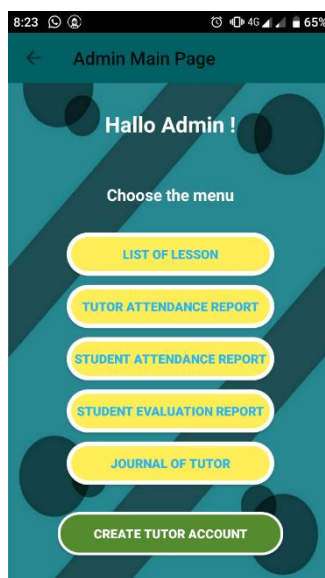 8:23 4G 65%
Admin Main Page
Hallo Admin !
Choose the menu
LIST OF LESSON
TUTOR ATTENDANCE REPORT
STUDENT ATTENDANCE REPORT
STUDENT EVALUATION REPORT
JOURNAL OF TUTOR
CREATE TUTOR ACCOUNT